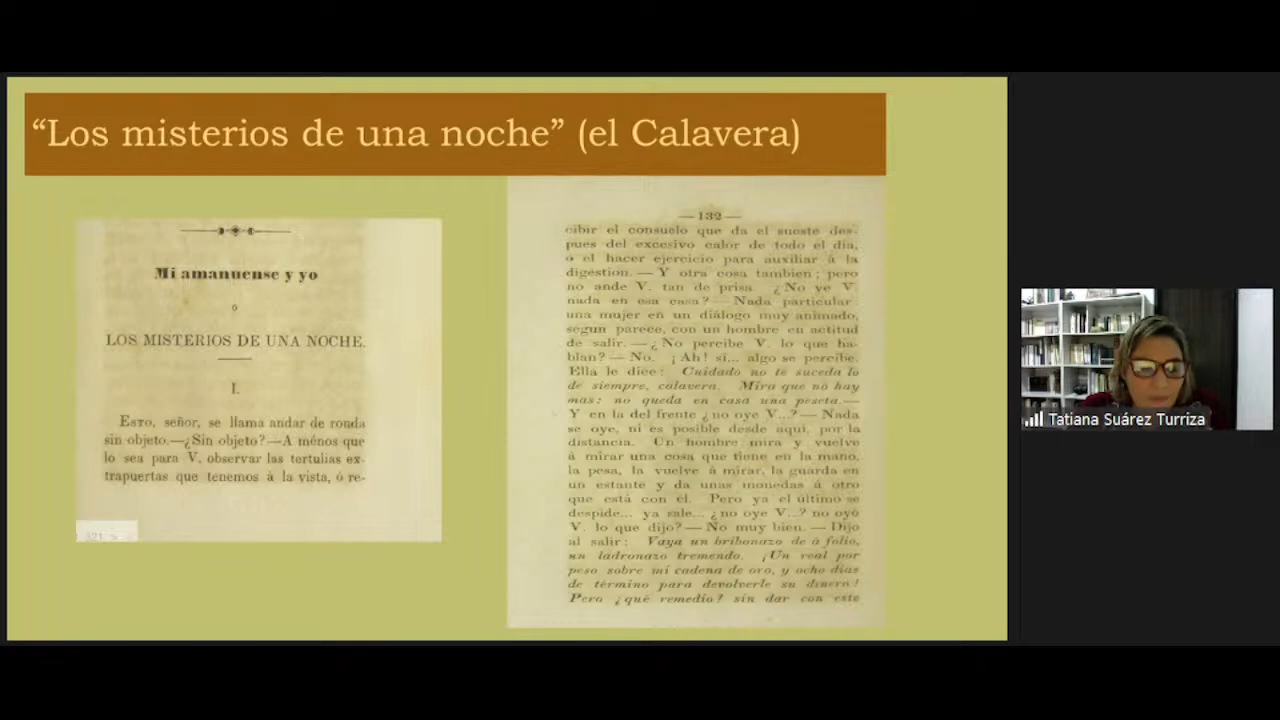 “Los misterios de una noche” (el Calavera)
Mi amanuense y yo
ó
LOS MISTERIOS DE UNA NOCHE.
I.
Esto, señor, se llama andar de ronda
sin objeto.—¿Sin objeto?—A ménos que
lo sea para V. observar las tertulias ex-
trapuertas que tenemos à la vista, ó re-
—132—
cibir el consuelo que da el sueste des-
pues del excesivo calor de todo el dia,
o el hacer ejercicio para auxiliar á la
digestion. — Y otra cosa tambien ; pero
no ande V. tan de prisa. ¿No ve V.
nada en esa casa? — Nada particular
una mujer en un diálogo muy animado,
segun parece, con un hombre en actitud
de salir. — ¿ No percibe V. lo que ha-
blan? — No. ¡ Ah! si... algo se percibe.
Ella le dice : Cuidado no te suceda lo
de siempre, calavera. Mira que no hay
mas: no queda en casa una peseta.—
Y en la del frente ¿no oye V...? — Nada
se oye, ni es posible desde aqui, por la
distancia. Un hombre mira y vuelve
á mirar una cosa que tiene en la mano,
la pesa, la vuelve á mirar, la guarda en
un estante y da unas monedas á otro
que está con él. Pero ya el último se
despide... ya sale... ¿no oye V...? no oyó
V. lo que dijo? — No muy bien. — Dijo
al salir : Vaya un bribonazo de á folio,
un ladronazo tremendo. ¡Un real por
peso sobre mi cadena de oro, y ocho dias
de término para devolverle su dinero!
Pero ¿qué remedio? sin dar con este
Tatiana Suárez Turriza